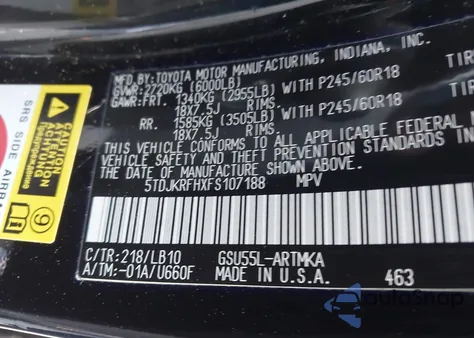 MFD. BY: TOYOTA MOTOR MANUFACTURING, INDIANA, INC.
GVWR: 2720KG (6000LB)
GAWR: FRT. 1340KG (2955LB) WITH P245/60R18 TIR
18X7.5J RIMS.
RR. 1585KG (3505LB) WITH P245/60R18 TIR
18X7.5J RIMS.
THIS VEHICLE CONFORMS TO ALL APPLICABLE FEDERAL
VEHICLE SAFETY AND THEFT PREVENTION STANDARDS IN
THE DATE OF MANUFACTURE SHOWN ABOVE.
5TDJKRFHXFS107188 MPV
C/TR: 218/LB10 GSU55L-ARTMKA
A/TM: -01A/U660F MADE IN U.S.A. 463
SRS SIDE AIRBA
WARNING
9
autoSnap